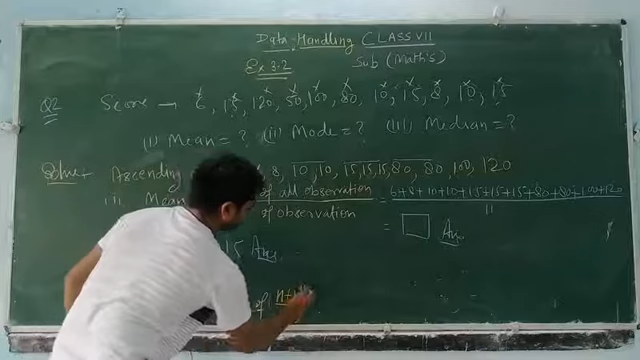 Data Handling CLASS VII
Ex 3.2 Sub (Maths)
Q2 Score → 6, 15, 120, 50, 100, 80, 10, 15, 8, 10, 15
(i) Mean = ? (ii) Mode = ? (iii) Median = ?
Ascending 8, 10, 10, 15, 15, 15, 80, 80, 100, 120
(i) Mean of all observation = 6+8+10+10+15+15+15+80+80+100+120
of observation 11
= Ans
15 Ans.
of n+1